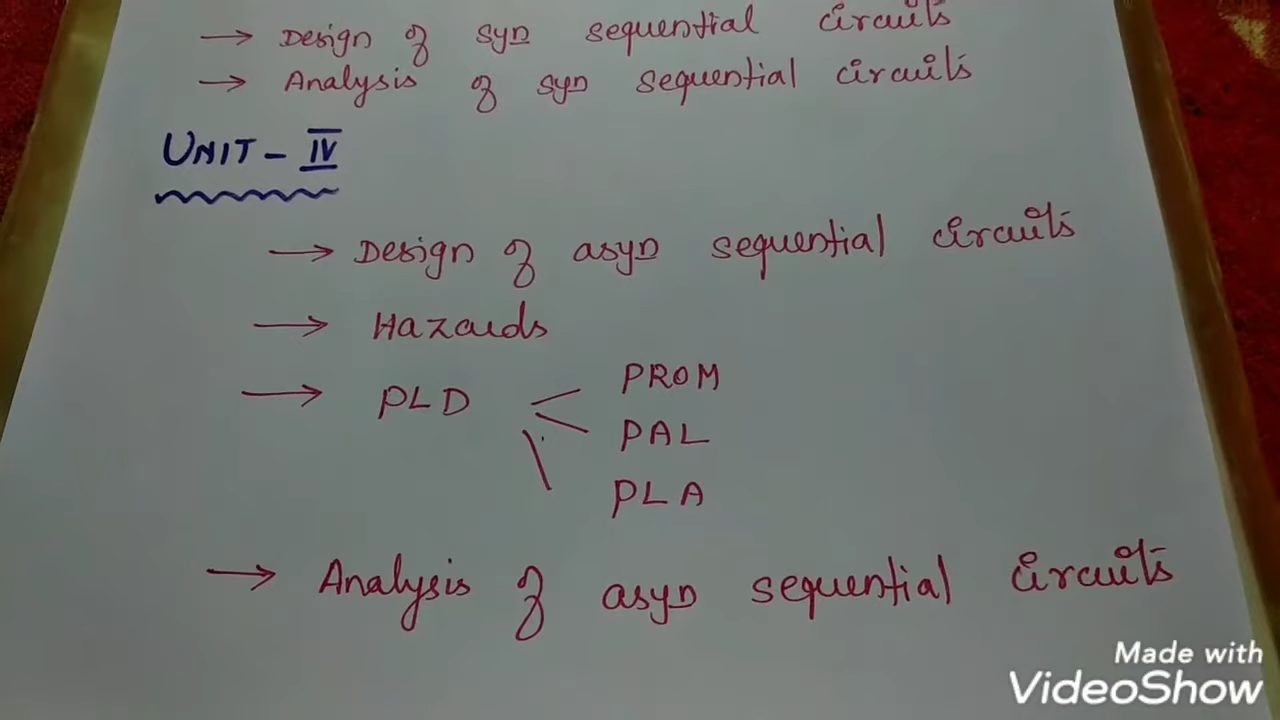 → Design of syn sequential circuits
→ Analysis of syn sequential circuits
UNIT - IV
→ Design of asyn sequential circuits
→ Hazards
→ PLD
PROM
PAL
PLA
→ Analysis of asyn sequential circuits
Made with
VideoShow